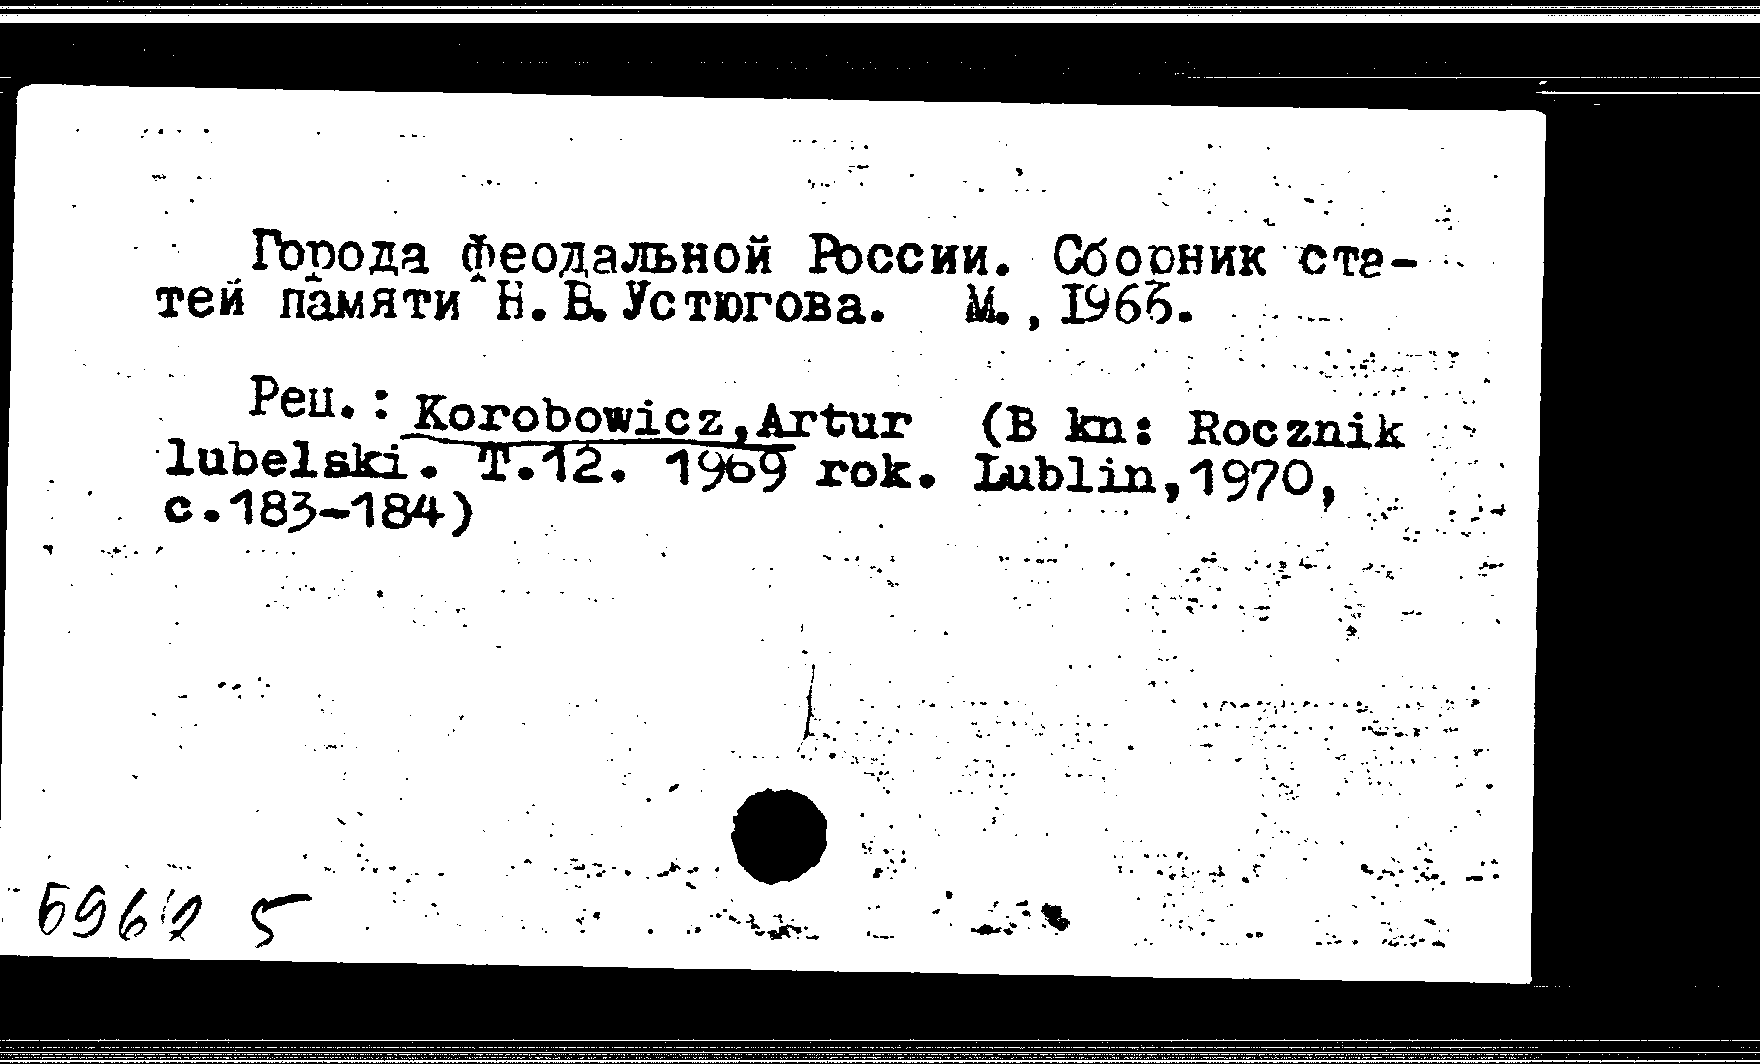 Города феодальной России. Сборник ста-
тей памяти Н.В.Устюгова. М.,1966.
Рец.: Korobowicz,Artur (В kn: Rocznik
lubelski. T.12. 1969 rok. Lublin,1970,
с.183-184)
5